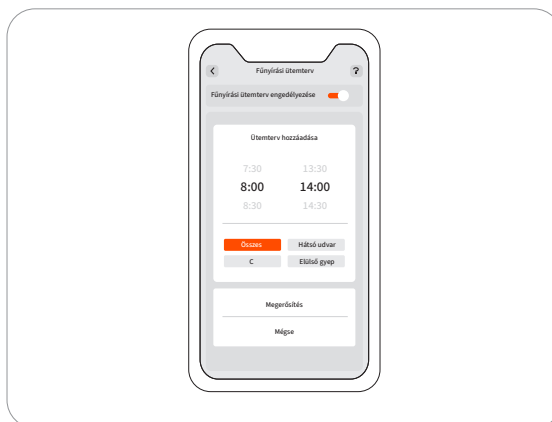 Fűnyírási ütemterv
Fűnyírási ütemterv engedélyezése
Ütemterv hozzáadása
7:30 13:30
8:00 14:00
8:30 14:30
Összes Hátsó udvar
C Elülső gyep
Megerősítés
Mégse